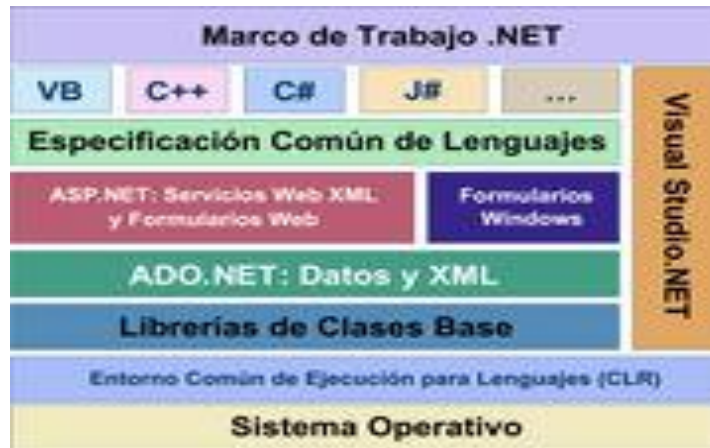 Marco de Trabajo .NET
VB C++ C# J# ...
Especificación Común de Lenguajes
ASP.NET: Servicios Web XML
y Formularios Web
Formularios
Windows
ADO.NET: Datos y XML
Librerías de Clases Base
Visual Studio.NET
Entorno Común de Ejecución para Lenguajes (CLR)
Sistema Operativo